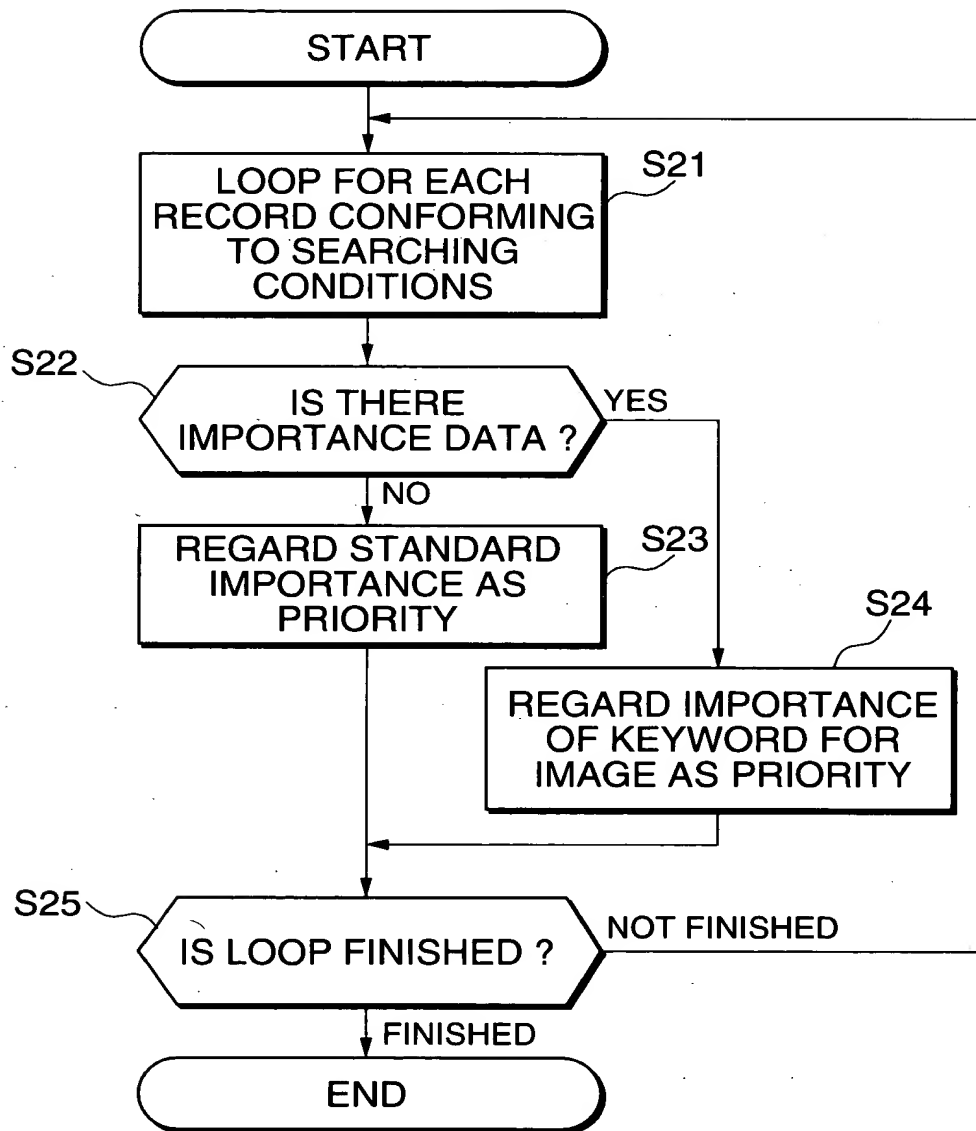 START
S21
LOOP FOR EACH
RECORD CONFORMING
TO SEARCHING
CONDITIONS
S22
IS THERE
IMPORTANCE DATA ?
YES
NO
S23
REGARD STANDARD
IMPORTANCE AS
PRIORITY
S24
REGARD IMPORTANCE
OF KEYWORD FOR
IMAGE AS PRIORITY
S25
IS LOOP FINISHED ?
NOT FINISHED
FINISHED
END